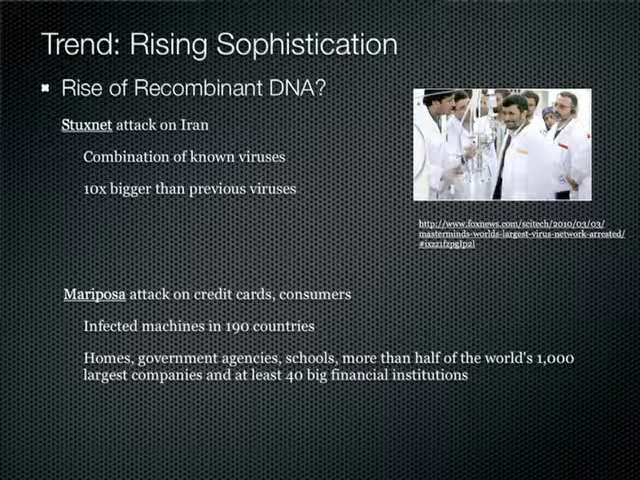 Trend: Rising Sophistication
Rise of Recombinant DNA?
Stuxnet attack on Iran
Combination of known viruses
10x bigger than previous viruses
http://www.foxnews.com/scitech/2010/03/03/
masterminds-worlds-largest-virus-network-arrested/
Mariposa attack on credit cards, consumers
Infected machines in 190 countries
Homes, government agencies, schools, more than half of the world's 1,000
largest companies and at least 40 big financial institutions